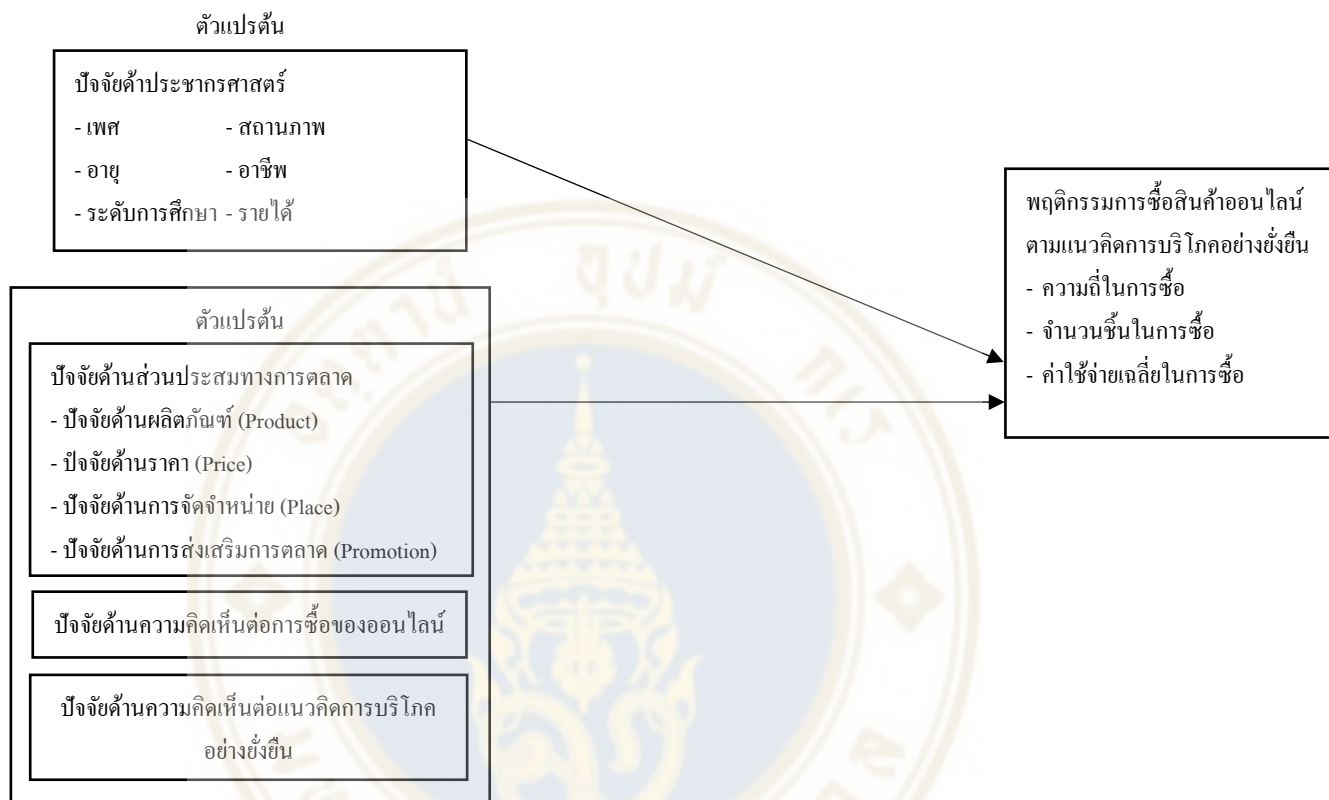 ตัวแปรต้น
ปัจจัยด้าประชากรศาสตร์
- เพศ - สถานภาพ
- อายุ - อาชีพ
- ระดับการศึกษา - รายได้
ตัวแปรต้น
ปัจจัยด้านส่วนประสมทางการตลาด
- ปัจจัยด้านผลิตภัณฑ์ (Product)
- ปัจจัยด้านราคา (Price)
- ปัจจัยด้านการจัดจำหน่าย (Place)
- ปัจจัยด้านการส่งเสริมการตลาด (Promotion)
ปัจจัยด้านความคิดเห็นต่อการซื้อของออนไลน์
ปัจจัยด้านความคิดเห็นต่อแนวคิดการบริโภค
อย่างยั่งยืน
พฤติกรรมการซื้อสินค้าออนไลน์
ตามแนวคิดการบริโภคอย่างยั่งยืน
- ความถี่ในการซื้อ
- จำนวนชิ้นในการซื้อ
- ค่าใช้จ่ายเฉลี่ยในการซื้อ